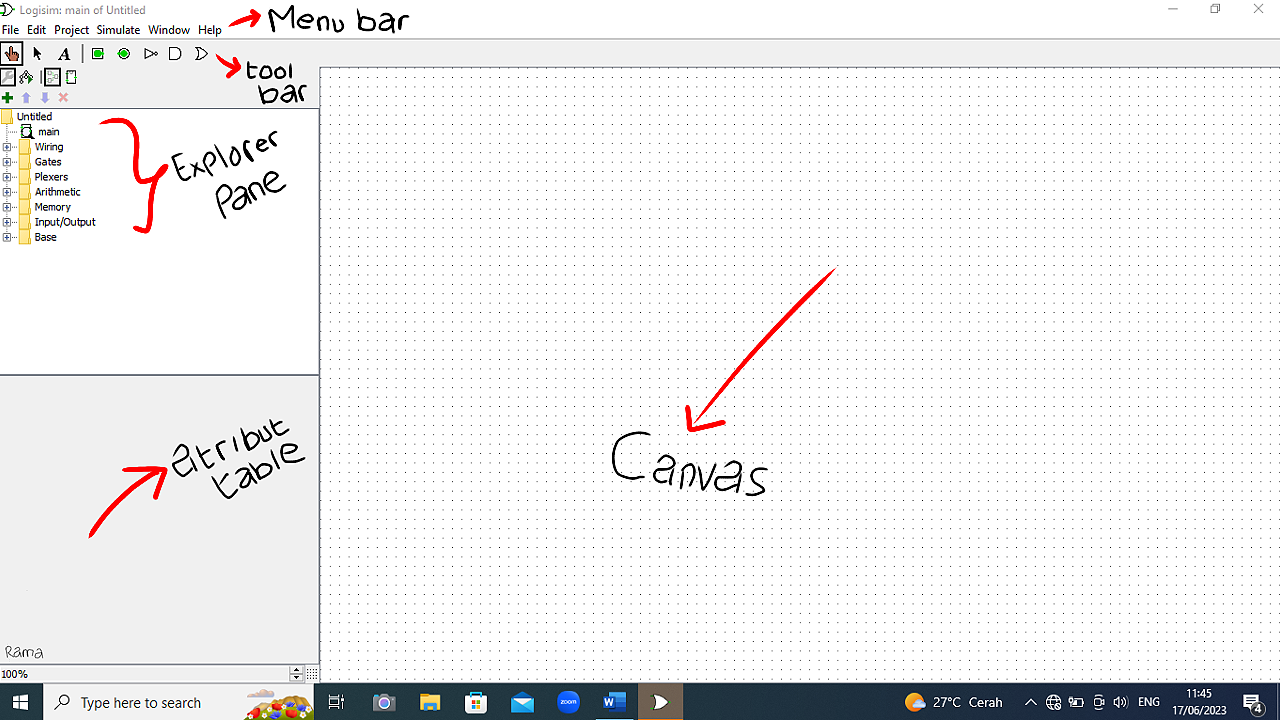 Logisim: main of Untitled
File Edit Project Simulate Window Help
Menu bar
A
tool
bar
Untitled
main
Wiring
Gates
Plexers
Arithmetic
Memory
Input/Output
Base
Explorer
pane
Canvas
atribut
table
Rama
100%
Type here to search
zoom
W
27°C Cerah
ENG
11:45
17/06/2023
4